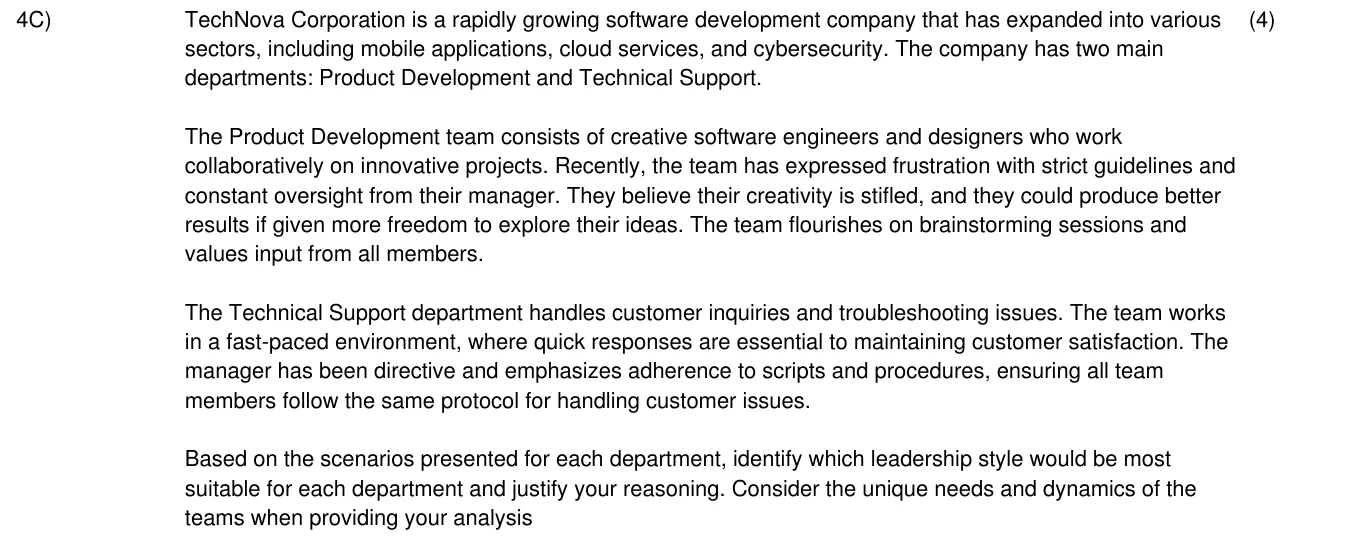 4C) TechNova Corporation is a rapidly growing software development company that has expanded into various (4)
sectors, including mobile applications, cloud services, and cybersecurity. The company has two main
departments: Product Development and Technical Support.
The Product Development team consists of creative software engineers and designers who work
collaboratively on innovative projects. Recently, the team has expressed frustration with strict guidelines and
constant oversight from their manager. They believe their creativity is stifled, and they could produce better
results if given more freedom to explore their ideas. The team flourishes on brainstorming sessions and
values input from all members.
The Technical Support department handles customer inquiries and troubleshooting issues. The team works
in a fast-paced environment, where quick responses are essential to maintaining customer satisfaction. The
manager has been directive and emphasizes adherence to scripts and procedures, ensuring all team
members follow the same protocol for handling customer issues.
Based on the scenarios presented for each department, identify which leadership style would be most
suitable for each department and justify your reasoning. Consider the unique needs and dynamics of the
teams when providing your analysis